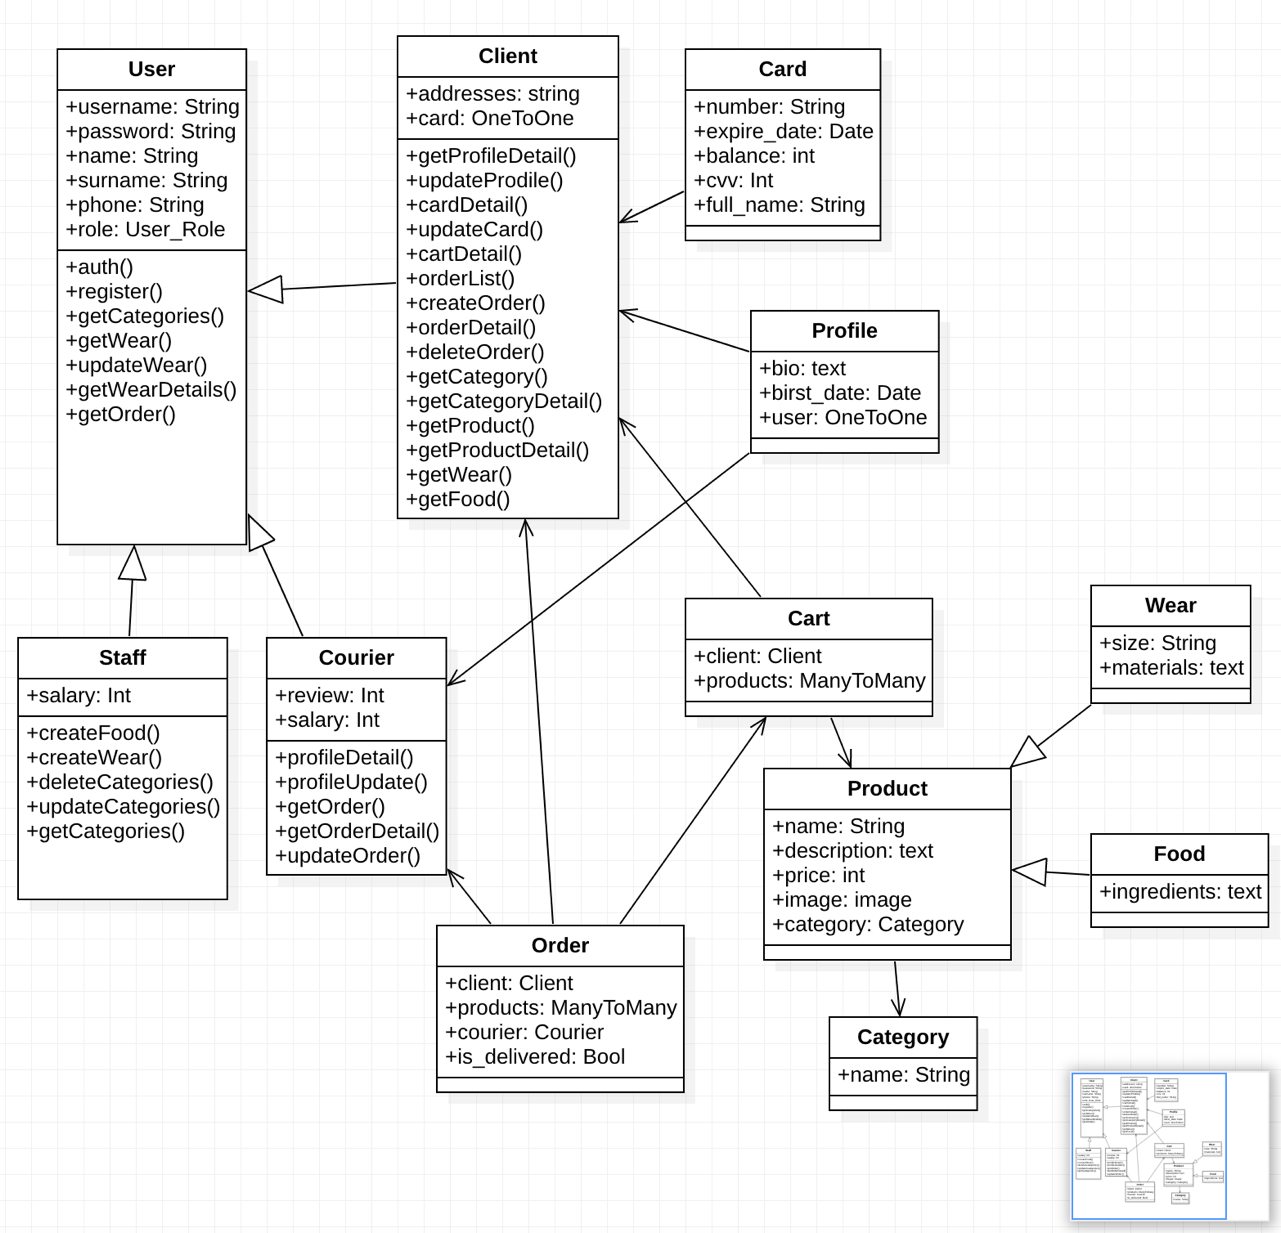 User
+username: String
+password: String
+name: String
+surname: String
+phone: String
+role: User_Role
+auth()
+register()
+getCategories()
+getWear()
+updateWear()
+getWearDetails()
+getOrder()
Client
+addresses: string
+card: OneToOne
+getProfileDetail()
+updateProdile()
+cardDetail()
+updateCard()
+cartDetail()
+orderList()
+createOrder()
+orderDetail()
+deleteOrder()
+getCategory()
+getCategoryDetail()
+getProduct()
+getProductDetail()
+getWear()
+getFood()
Card
+number: String
+expire_date: Date
+balance: int
+cvv: Int
+full_name: String
Profile
+bio: text
+birst_date: Date
+user: OneToOne
Staff
+salary: Int
+createFood()
+createWear()
+deleteCategories()
+updateCategories()
+getCategories()
Courier
+review: Int
+salary: Int
+profileDetail()
+profileUpdate()
+getOrder()
+getOrderDetail()
+updateOrder()
Cart
+client: Client
+products: ManyToMany
Wear
+size: String
+materials: text
Product
+name: String
+description: text
+price: int
+image: image
+category: Category
Food
+ingredients: text
Order
+client: Client
+products: ManyToMany
+courier: Courier
+is_delivered: Bool
Category
+name: String